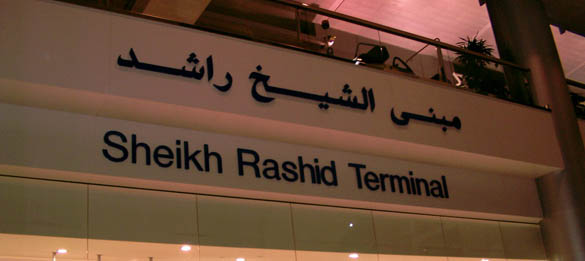 مبنى الشيخ راشد
Sheikh Rashid Terminal